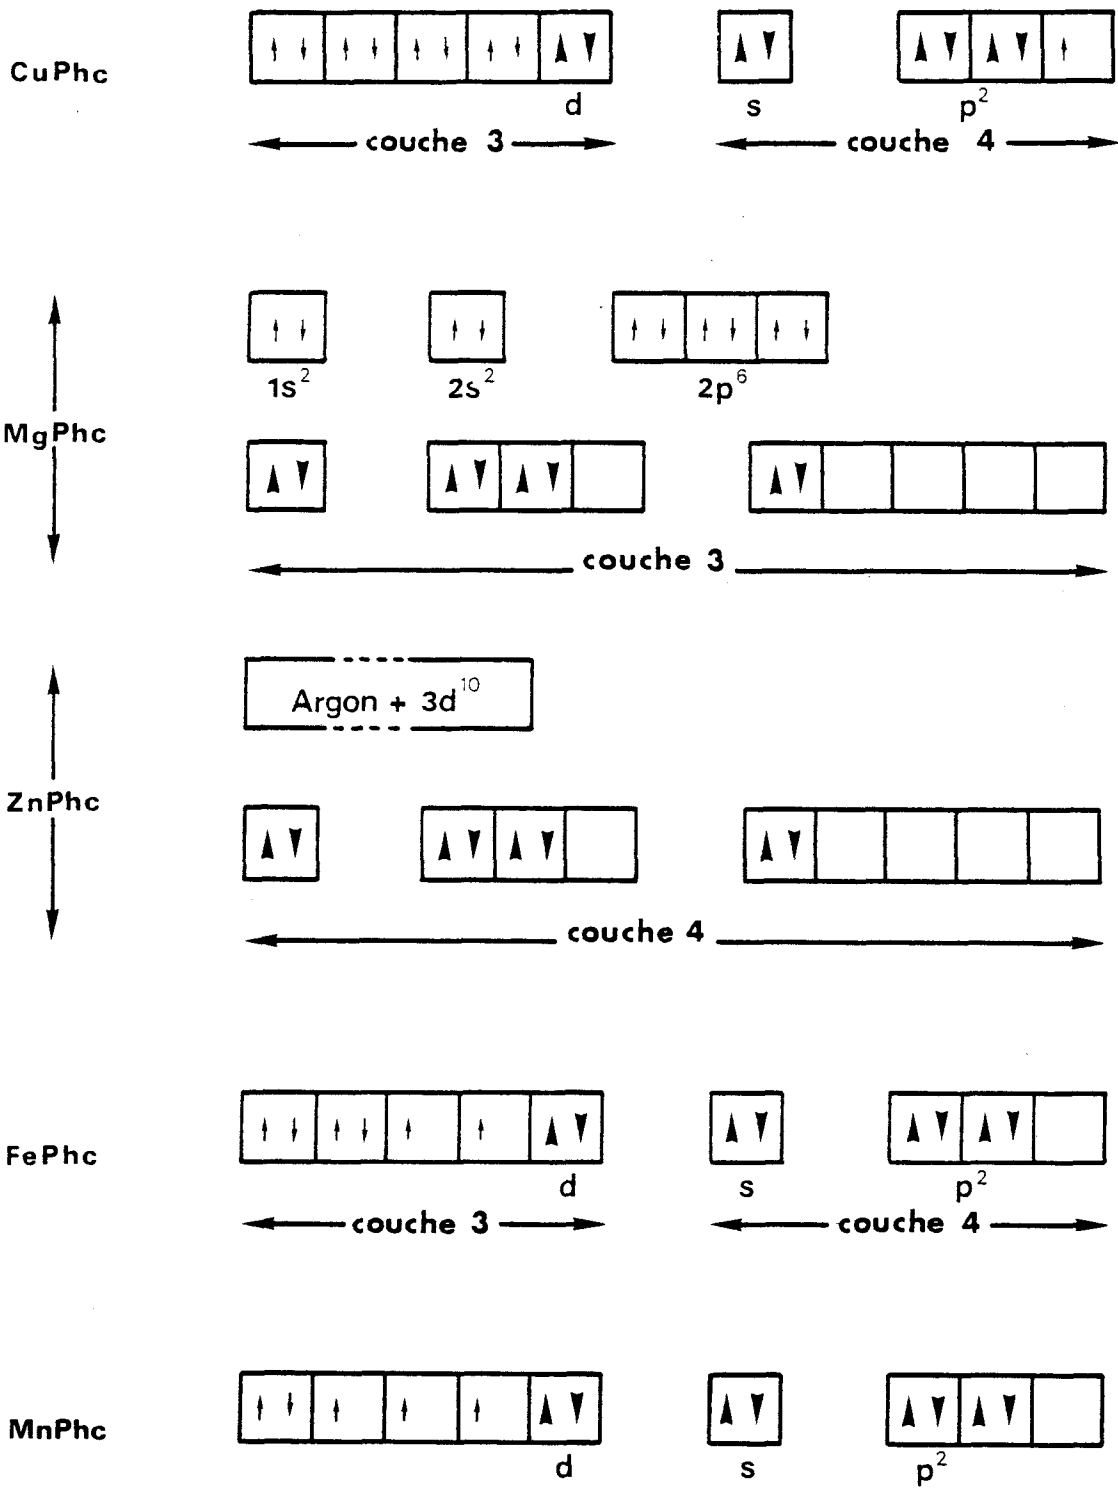 CuPhc
d s p²
couche 3 couche 4
1s² 2s² 2p⁶
MgPhc
couche 3
Argon + 3d¹⁰
ZnPhc
couche 4
FePhc
d s p²
couche 3 couche 4
MnPhc
d s p²